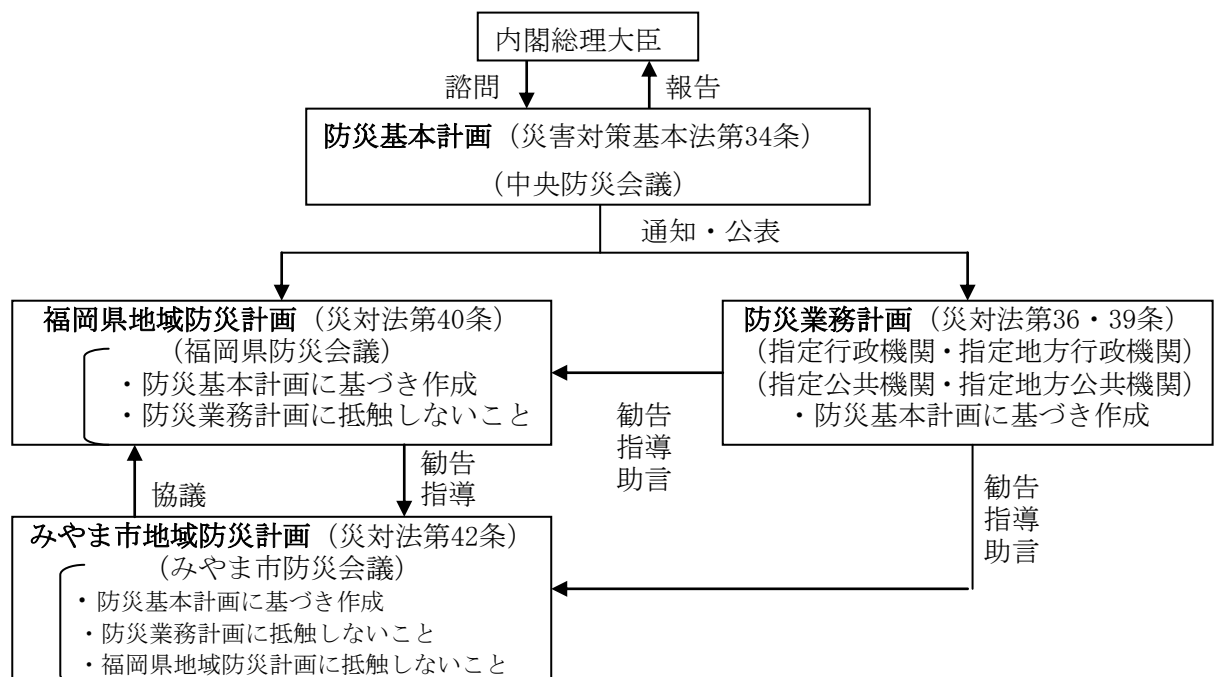 内閣総理大臣
諮問
報告
防災基本計画（災害対策基本法第34条）
（中央防災会議）
通知・公表
福岡県地域防災計画（災対法第40条）
（福岡県防災会議）
・防災基本計画に基づき作成
・防災業務計画に抵触しないこと
防災業務計画（災対法第36・39条）
（指定行政機関・指定地方行政機関）
（指定公共機関・指定地方公共機関）
・防災基本計画に基づき作成
勧告
指導
助言
協議
勧告
指導
勧告
指導
助言
みやま市地域防災計画（災対法第42条）
（みやま市防災会議）
・防災基本計画に基づき作成
・防災業務計画に抵触しないこと
・福岡県地域防災計画に抵触しないこと